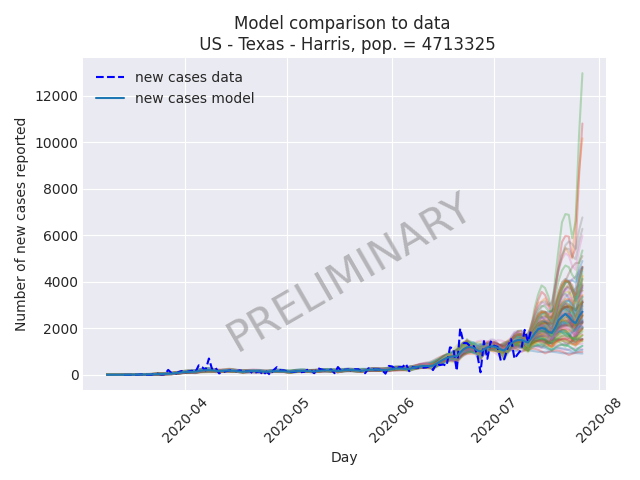 Model comparison to data
US - Texas - Harris, pop. = 4713325
new cases data
new cases model
12000
10000
8000
6000
4000
2000
0
Number of new cases reported
PRELIMINARY
2020-04
2020-05
2020-06
2020-07
2020-08
Day